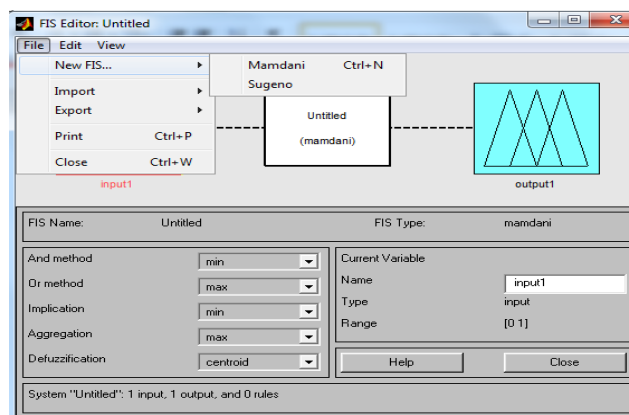 FIS Editor: Untitled
File Edit View
New FIS...
Mamdani Ctrl+N
Sugeno
Import
Export
Print Ctrl+P
Close Ctrl+W
Untitled
(mamdani)
input1
output1
FIS Name: Untitled FIS Type: mamdani
And method min
Or method max
Implication min
Aggregation max
Defuzzification centroid
Current Variable
Name input1
Type input
Range [0 1]
Help Close
System "Untitled": 1 input, 1 output, and 0 rules